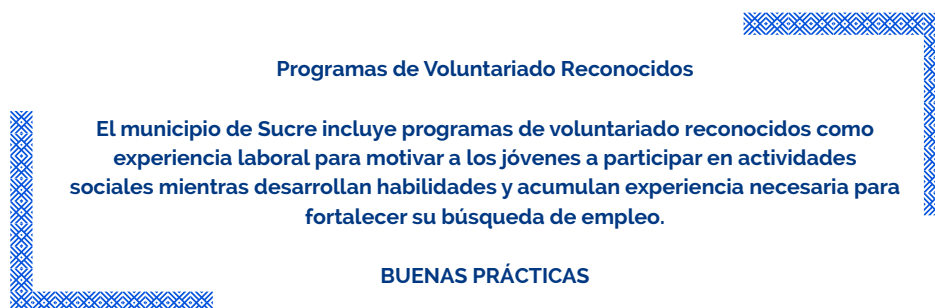 Programas de Voluntariado Reconocidos
El municipio de Sucre incluye programas de voluntariado reconocidos como
experiencia laboral para motivar a los jóvenes a participar en actividades
sociales mientras desarrollan habilidades y acumulan experiencia necesaria para
fortalecer su búsqueda de empleo.
BUENAS PRÁCTICAS